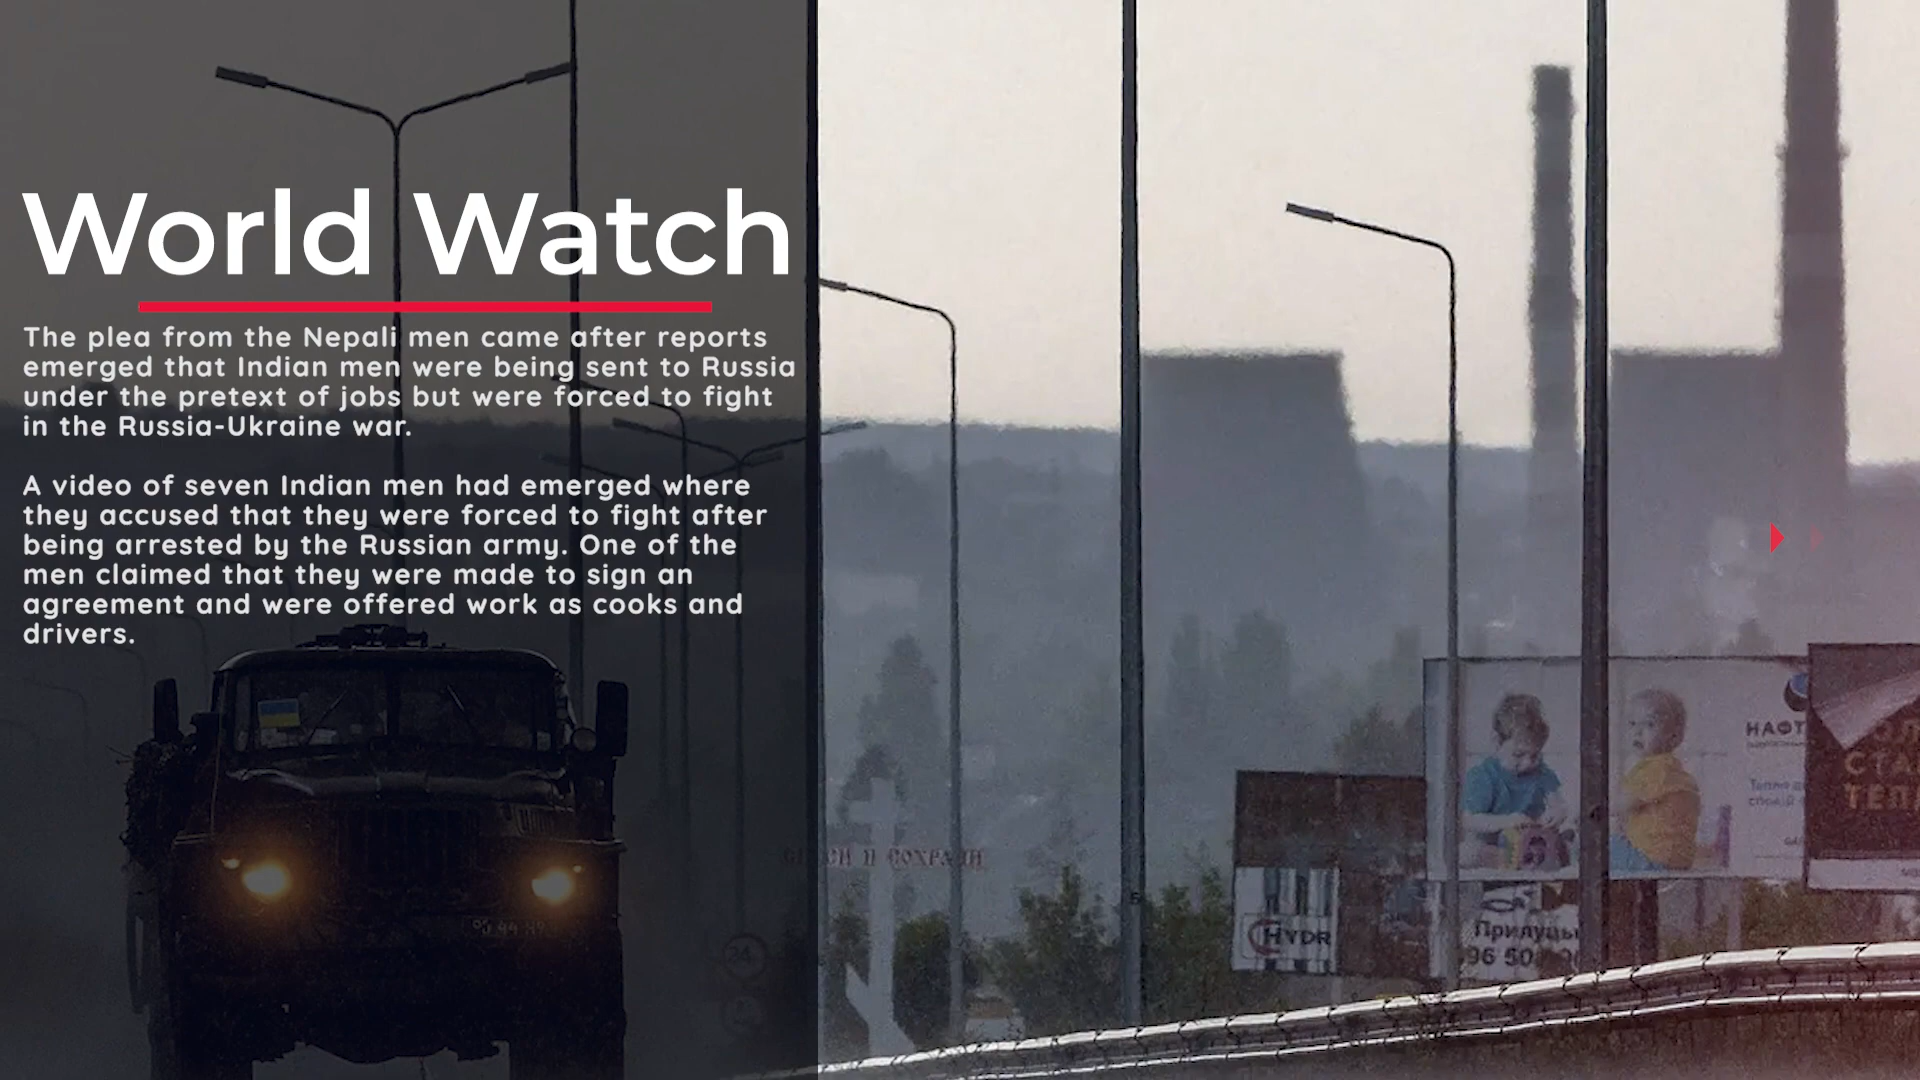 World Watch
The plea from the Nepali men came after reports
emerged that Indian men were being sent to Russia
under the pretext of jobs but were forced to fight
in the Russia-Ukraine war.
A video of seven Indian men had emerged where
they accused that they were forced to fight after
being arrested by the Russian army. One of the
men claimed that they were made to sign an
agreement and were offered work as cooks and
drivers.
И СОХРАНИ
24
HYDR
96 50